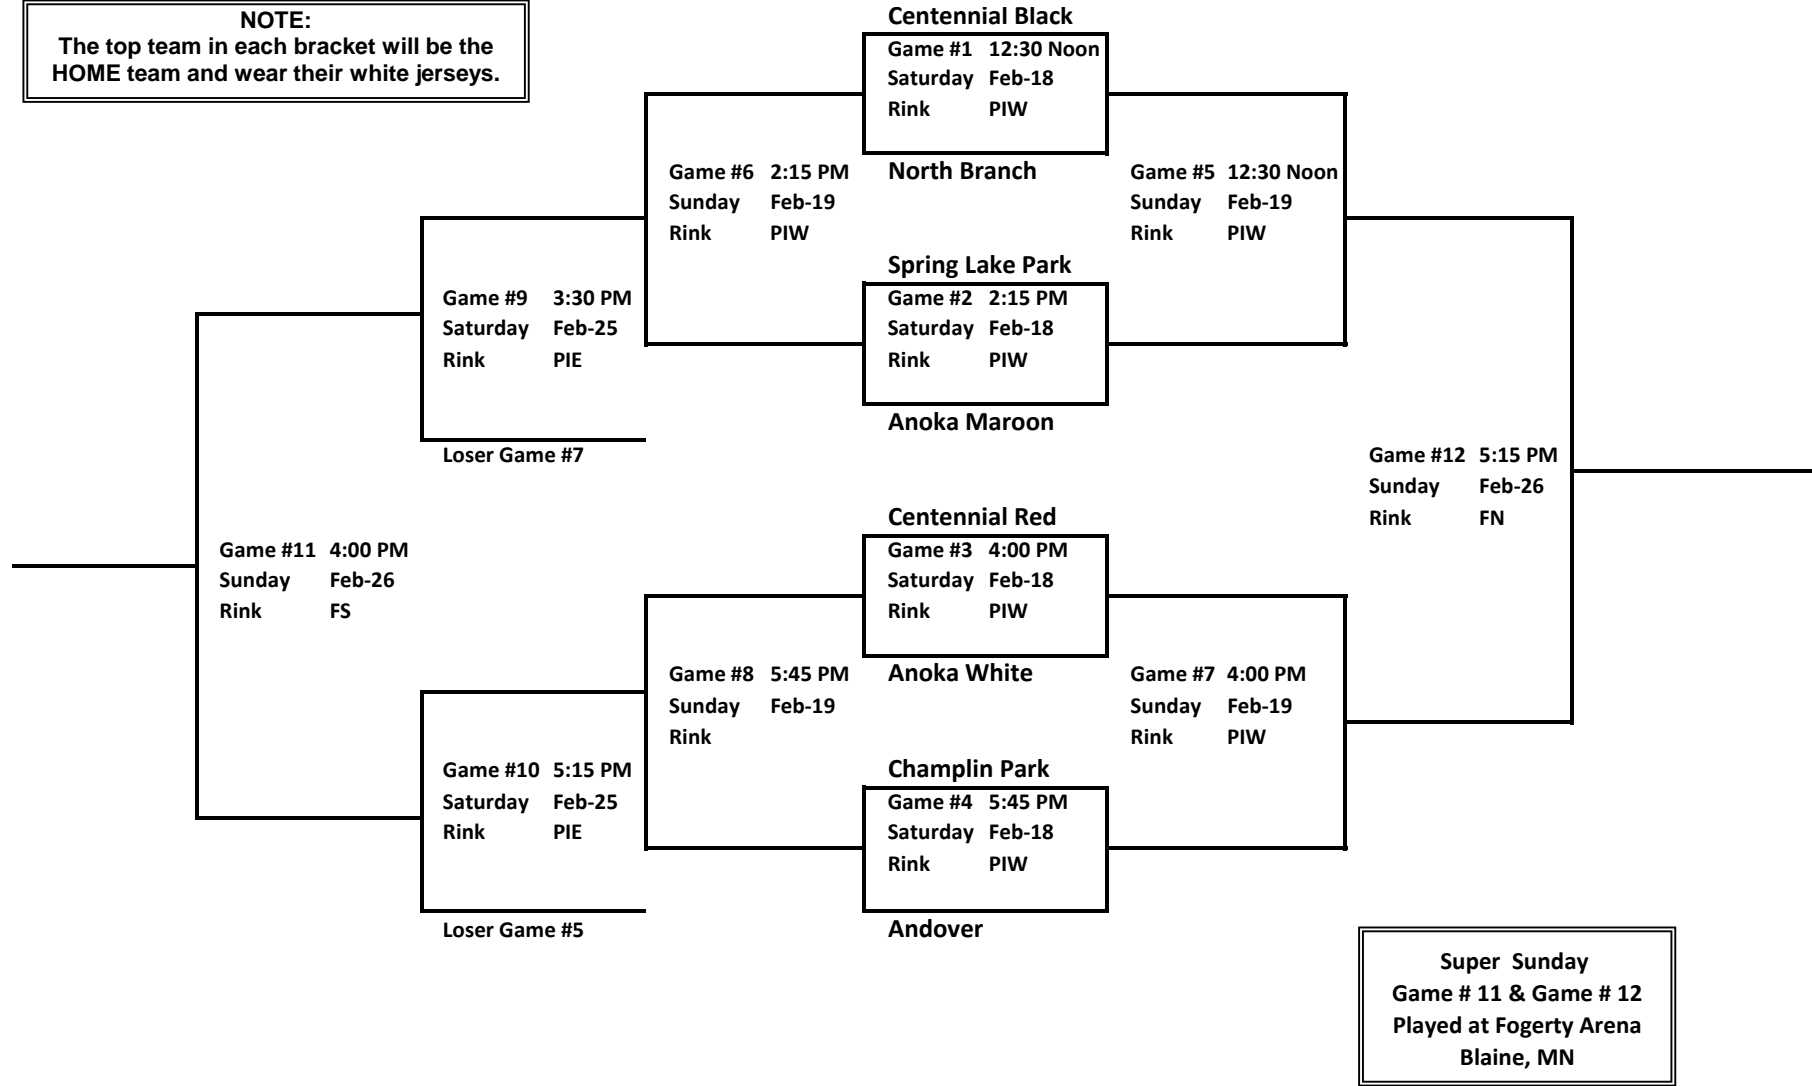 NOTE:
The top team in each bracket will be the
HOME team and wear their white jerseys.
Centennial Black
Game #1 12:30 Noon
Saturday Feb-18
Rink PIW
North Branch
Game #6 2:15 PM
Sunday Feb-19
Rink PIW
Game #5 12:30 Noon
Sunday Feb-19
Rink PIW
Spring Lake Park
Game #2 2:15 PM
Saturday Feb-18
Rink PIW
Anoka Maroon
Game #9 3:30 PM
Saturday Feb-25
Rink PIE
Loser Game #7
Game #12 5:15 PM
Sunday Feb-26
Rink FN
Centennial Red
Game #3 4:00 PM
Saturday Feb-18
Rink PIW
Anoka White
Game #11 4:00 PM
Sunday Feb-26
Rink FS
Game #8 5:45 PM
Sunday Feb-19
Rink
Game #7 4:00 PM
Sunday Feb-19
Rink PIW
Champlin Park
Game #4 5:45 PM
Saturday Feb-18
Rink PIW
Andover
Game #10 5:15 PM
Saturday Feb-25
Rink PIE
Loser Game #5
Super Sunday
Game # 11 & Game # 12
Played at Fogerty Arena
Blaine, MN